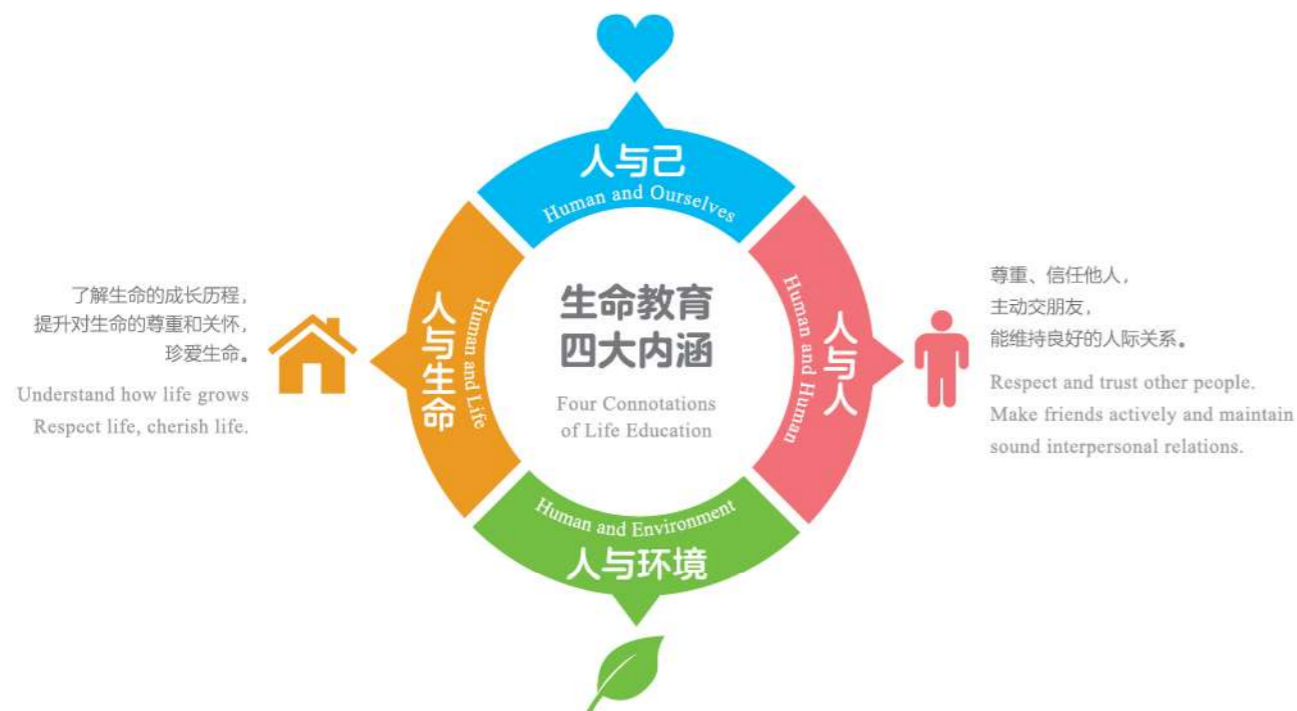 人与己
Human and Ourselves
了解生命的成长历程，
提升对生命的尊重和关怀，
珍爱生命。
Understand how life grows
Respect life, cherish life.
人与生命
Human and Life
生命教育
四大内涵
Four Connotations
of Life Education
Human and Human
人与人
尊重、信任他人，
主动交朋友，
能维持良好的人际关系。
Respect and trust other people.
Make friends actively and maintain
sound interpersonal relations.
Human and Environment
人与环境